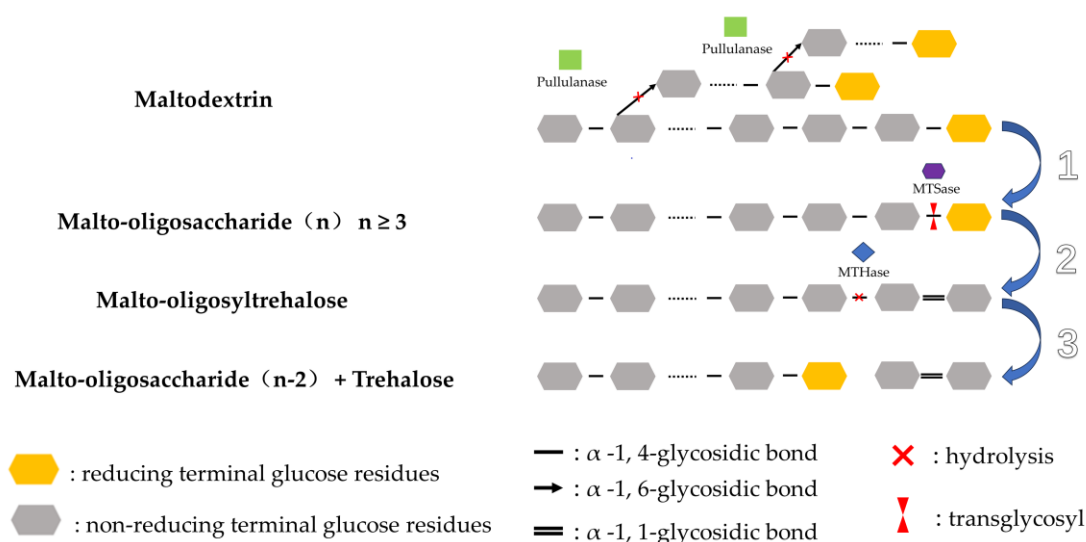 Pullulanase
Pullulanase
Maltodextrin
1
MTSase
Malto-oligosaccharide（n） n ≥ 3
2
MTHase
Malto-oligosyltrehalose
3
Malto-oligosaccharide（n-2）+ Trehalose
: reducing terminal glucose residues
: α -1, 4-glycosidic bond
: hydrolysis
: α -1, 6-glycosidic bond
: non-reducing terminal glucose residues
: α -1, 1-glycosidic bond
: transglycosyl